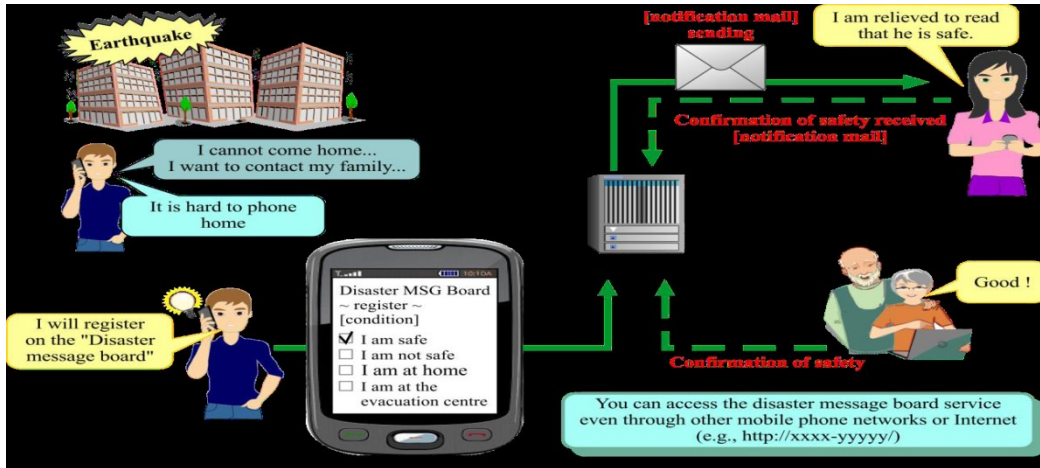 Earthquake
I cannot come home...
I want to contact my family...
It is hard to phone
home
I will register
on the "Disaster
message board"
10:10A
Disaster MSG Board
~ register ~
[condition]
I am safe
I am not safe
I am at home
I am at the
evacuation centre
[notification mail]
sending
I am relieved to read
that he is safe.
Confirmation of safety received
[notification mail]
Good !
Confirmation of safety
You can access the disaster message board service
even through other mobile phone networks or Internet
(e.g., http://xxxx-yyyyy/)